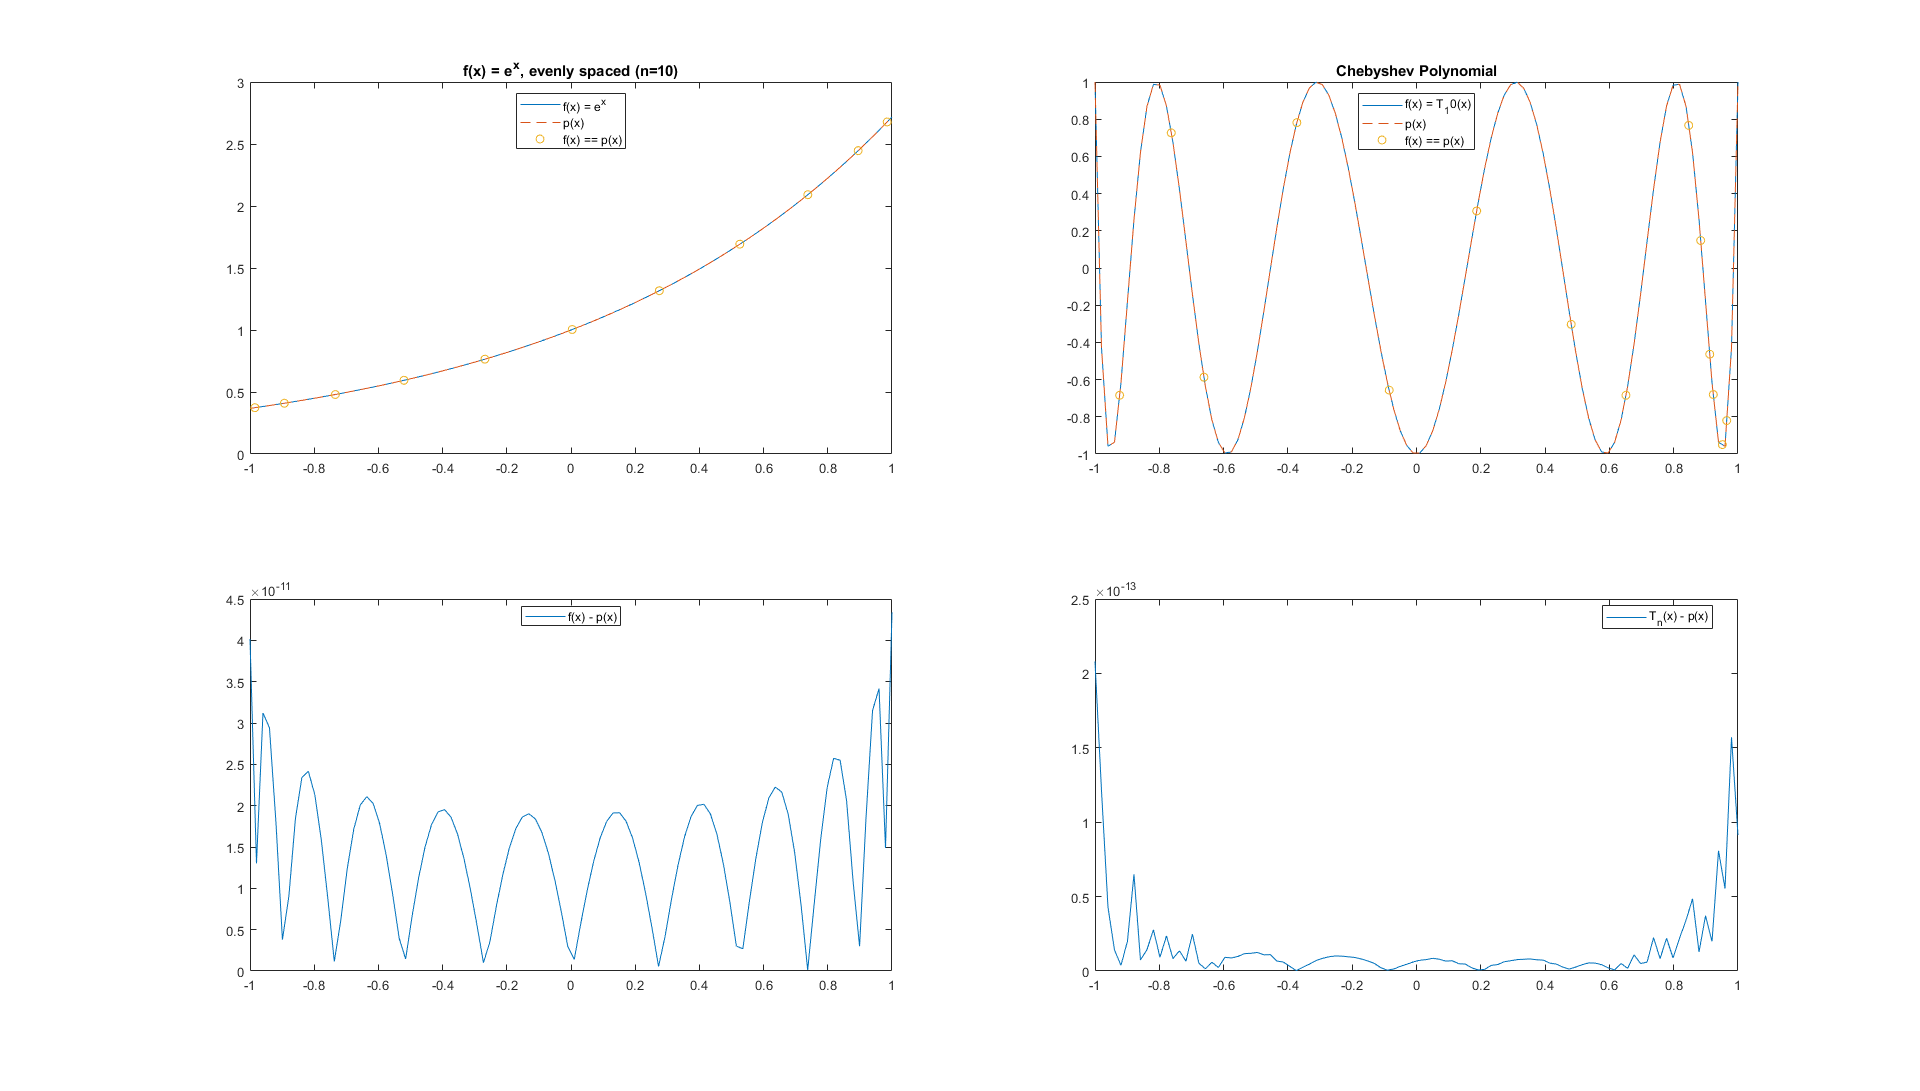 f(x) = e^x, evenly spaced (n=10)
3
2.5
2
1.5
1
0.5
0
-1 -0.8 -0.6 -0.4 -0.2 0 0.2 0.4 0.6 0.8 1
f(x) = e^x
p(x)
f(x) == p(x)
Chebyshev Polynomial
1
0.8
0.6
0.4
0.2
0
-0.2
-0.4
-0.6
-0.8
-1
-1 -0.8 -0.6 -0.4 -0.2 0 0.2 0.4 0.6 0.8 1
f(x) = T_10(x)
p(x)
f(x) == p(x)
×10^-11
4.5
4
3.5
3
2.5
2
1.5
1
0.5
0
-1 -0.8 -0.6 -0.4 -0.2 0 0.2 0.4 0.6 0.8 1
f(x) - p(x)
×10^-13
2.5
2
1.5
1
0.5
0
-1 -0.8 -0.6 -0.4 -0.2 0 0.2 0.4 0.6 0.8 1
T_n(x) - p(x)